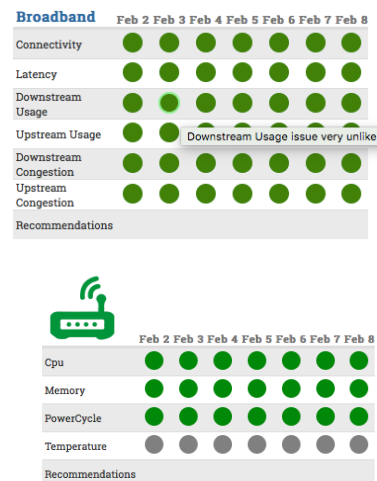 Broadband Feb 2 Feb 3 Feb 4 Feb 5 Feb 6 Feb 7 Feb 8
Connectivity
Latency
Downstream
Usage
Upstream Usage
Downstream Usage issue very unlike
Downstream
Congestion
Upstream
Congestion
Recommendations
Feb 2 Feb 3 Feb 4 Feb 5 Feb 6 Feb 7 Feb 8
Cpu
Memory
PowerCycle
Temperature
Recommendations